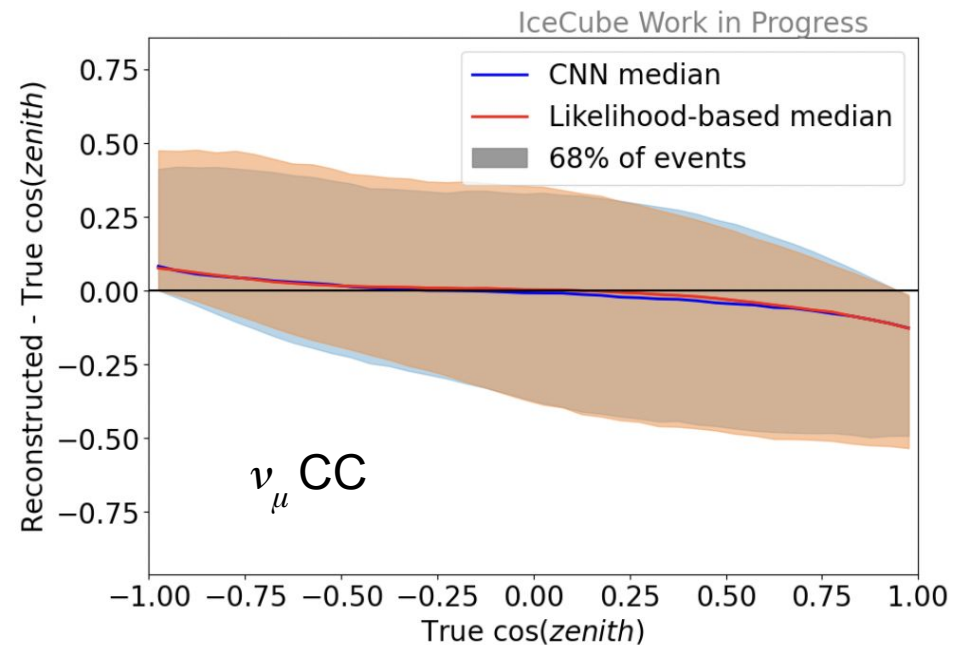 IceCube Work in Progress
CNN median
Likelihood-based median
68% of events
Reconstructed - True cos(zenith)
0.75
0.50
0.25
0.00
−0.25
−0.50
−0.75
ν_μ CC
−1.00 −0.75 −0.50 −0.25 0.00 0.25 0.50 0.75 1.00
True cos(zenith)